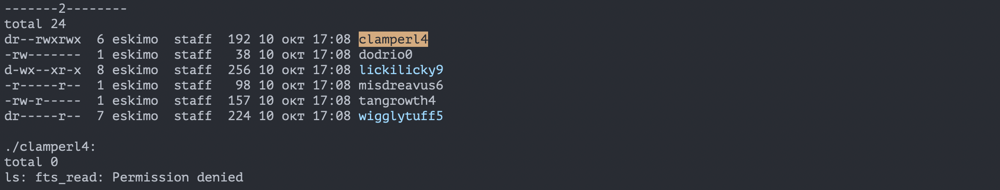 -------2--------
total 24
dr--rwxrwx  6 eskimo  staff  192 10 окт 17:08 clamperl4
-rw-------  1 eskimo  staff   38 10 окт 17:08 dodrio0
d-wx--xr-x  8 eskimo  staff  256 10 окт 17:08 lickilicky9
-r-----r--  1 eskimo  staff   98 10 окт 17:08 misdreavus6
-rw-r-----  1 eskimo  staff  157 10 окт 17:08 tangrowth4
dr-----r--  7 eskimo  staff  224 10 окт 17:08 wigglytuff5
./clamperl4:
total 0
ls: fts_read: Permission denied